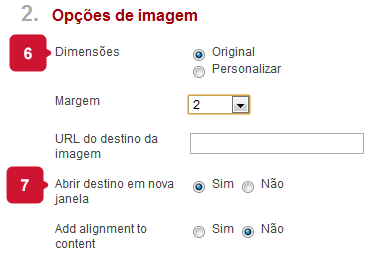 2. Opções de imagem
6 Dimensões Original
Personalizar
Margem 2
URL do destino da
imagem
7 Abrir destino em nova Sim Não
janela
Add alignment to Sim Não
content